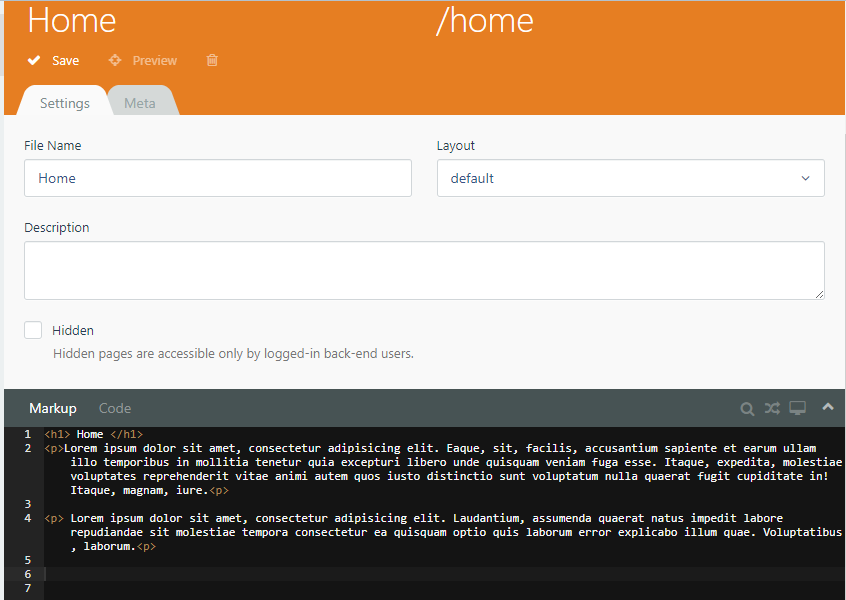 Home /home
Save Preview
Settings Meta
File Name Layout
Home default
Description
Hidden
Hidden pages are accessible only by logged-in back-end users.
Markup Code
1 <h1> Home </h1>
2 <p>Lorem ipsum dolor sit amet, consectetur adipisicing elit. Eaque, sit, facilis, accusantium sapiente et earum ullam
illo temporibus in mollitia tenetur quia excepturi libero unde quisquam veniam fuga esse. Itaque, expedita, molestiae
voluptates reprehenderit vitae animi autem quos iusto distinctio sunt voluptatum nulla quaerat fugit cupiditate in!
Itaque, magnam, iure.<p>
3
4 <p> Lorem ipsum dolor sit amet, consectetur adipisicing elit. Laudantium, assumenda quaerat natus impedit labore
repudiandae sit molestiae tempora consectetur ea quisquam optio quis laborum error explicabo illum quae. Voluptatibus
, laborum.<p>
5
6
7